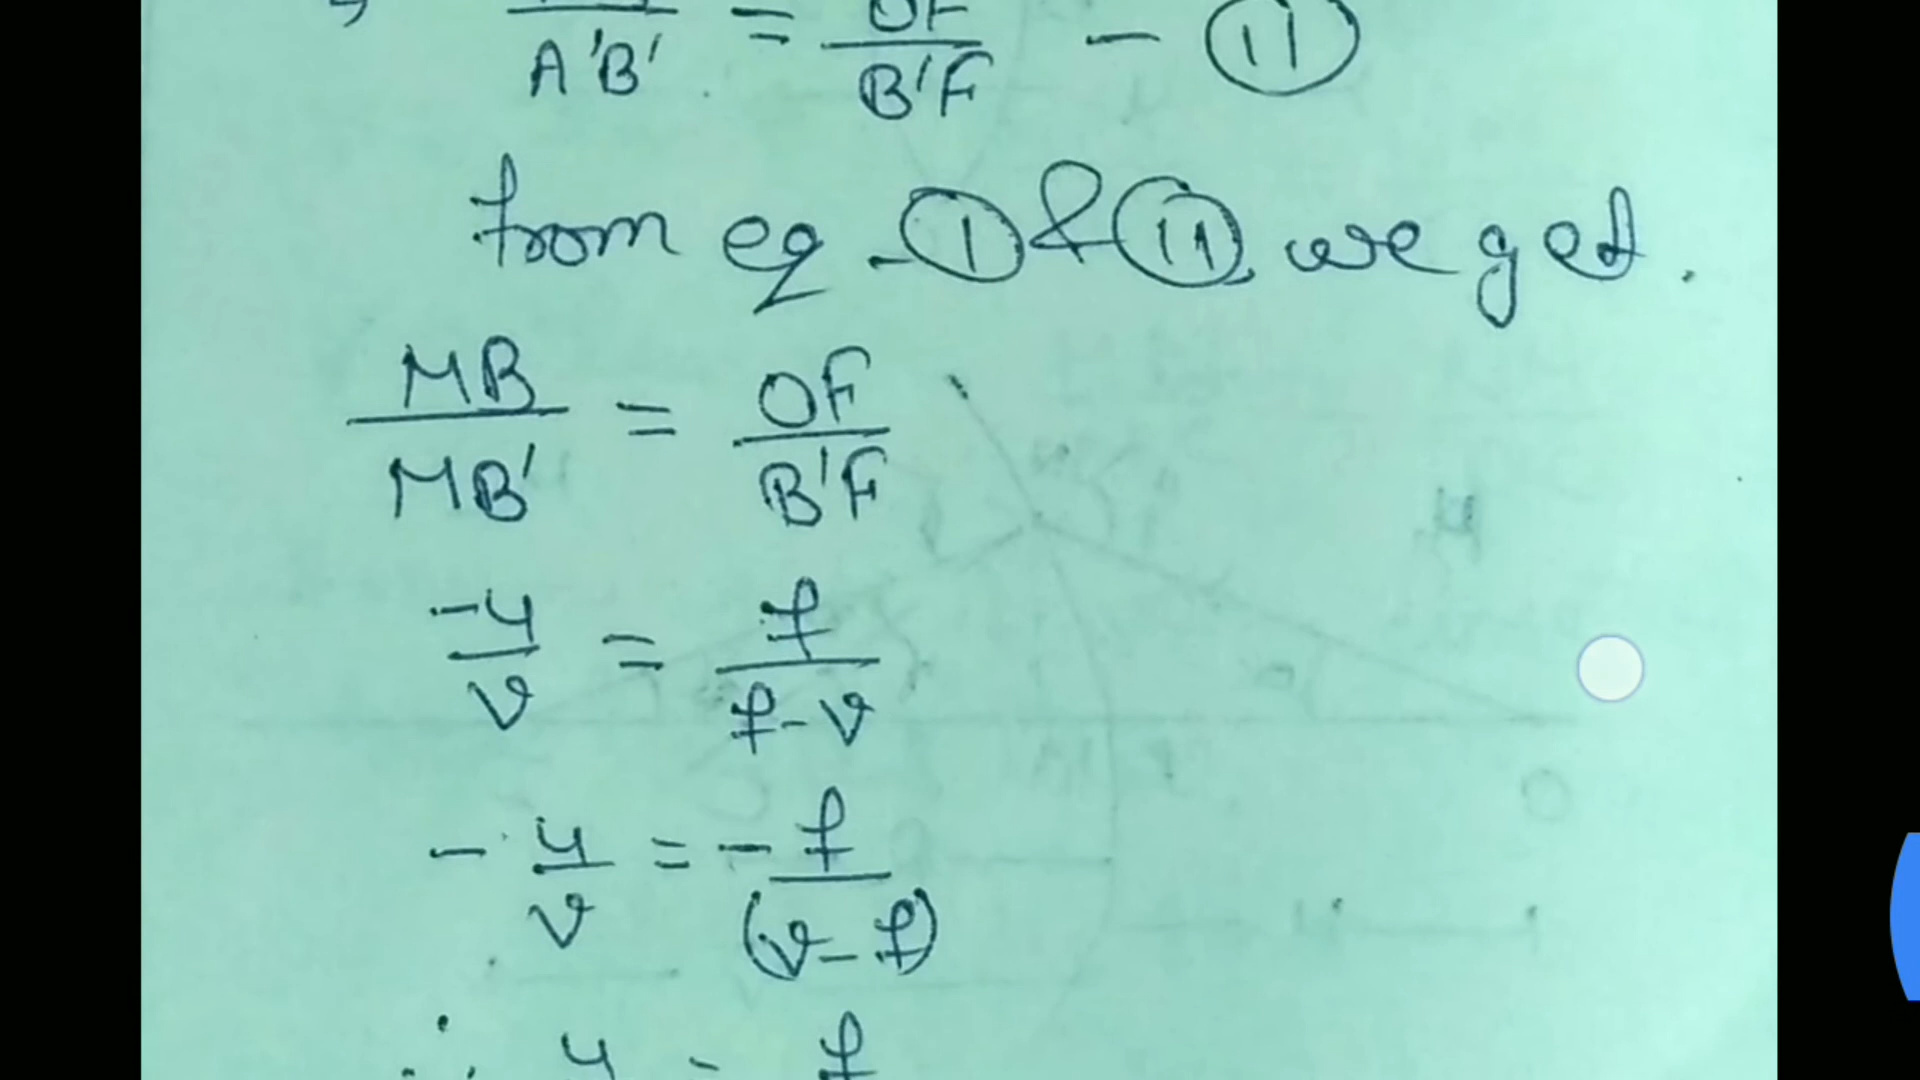 /A'B' = OF/B'F - (II)
from eq - (I) & (II), we get.
MB/MB' = OF/B'F
-u/v = f/f-v
- u/v = - f/(v-f)
∴ u = f